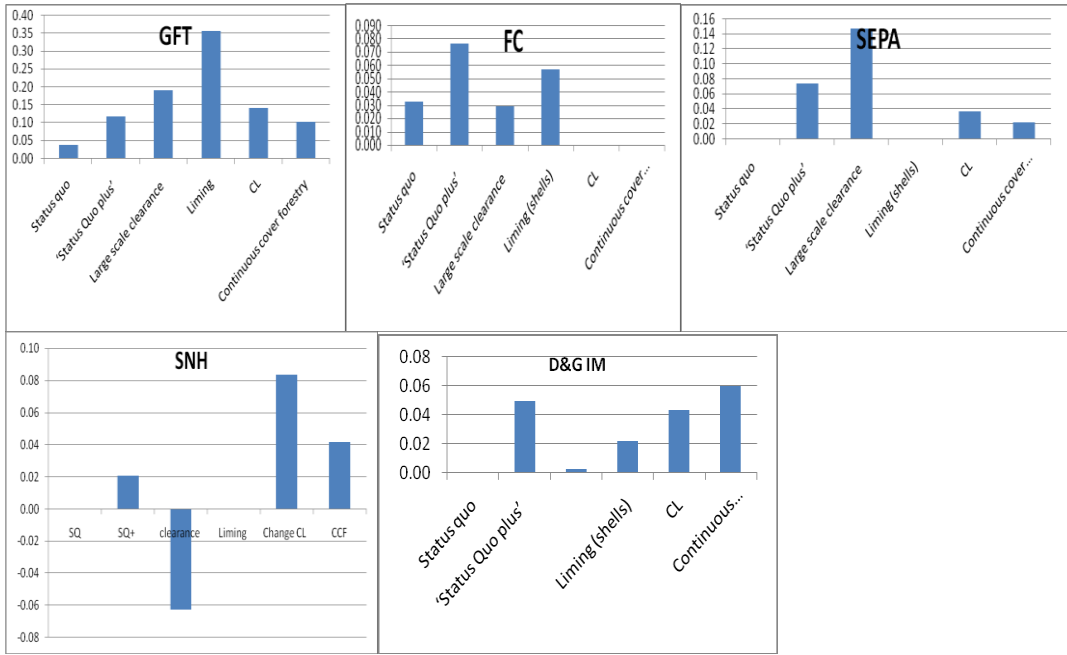 GFT
0.40
0.35
0.30
0.25
0.20
0.15
0.10
0.05
0.00
Status quo
'Status Quo plus'
Large scale clearance
Liming
CL
Continuous cover forestry
FC
0.090
0.080
0.070
0.060
0.050
0.040
0.030
0.020
0.010
0.000
Status quo
'Status Quo plus'
Large scale clearance
Liming (shells)
CL
Continuous cover...
SEPA
0.16
0.14
0.12
0.10
0.08
0.06
0.04
0.02
0.00
Status quo
'Status Quo plus'
Large scale clearance
Liming (shells)
CL
Continuous cover...
SNH
0.10
0.08
0.06
0.04
0.02
0.00
-0.02
-0.04
-0.06
-0.08
SQ SQ+ clearance Liming Change CL CCF
D&G IM
0.08
0.06
0.04
0.02
0.00
Status quo
'Status Quo plus'
Liming (shells)
CL
Continuous...